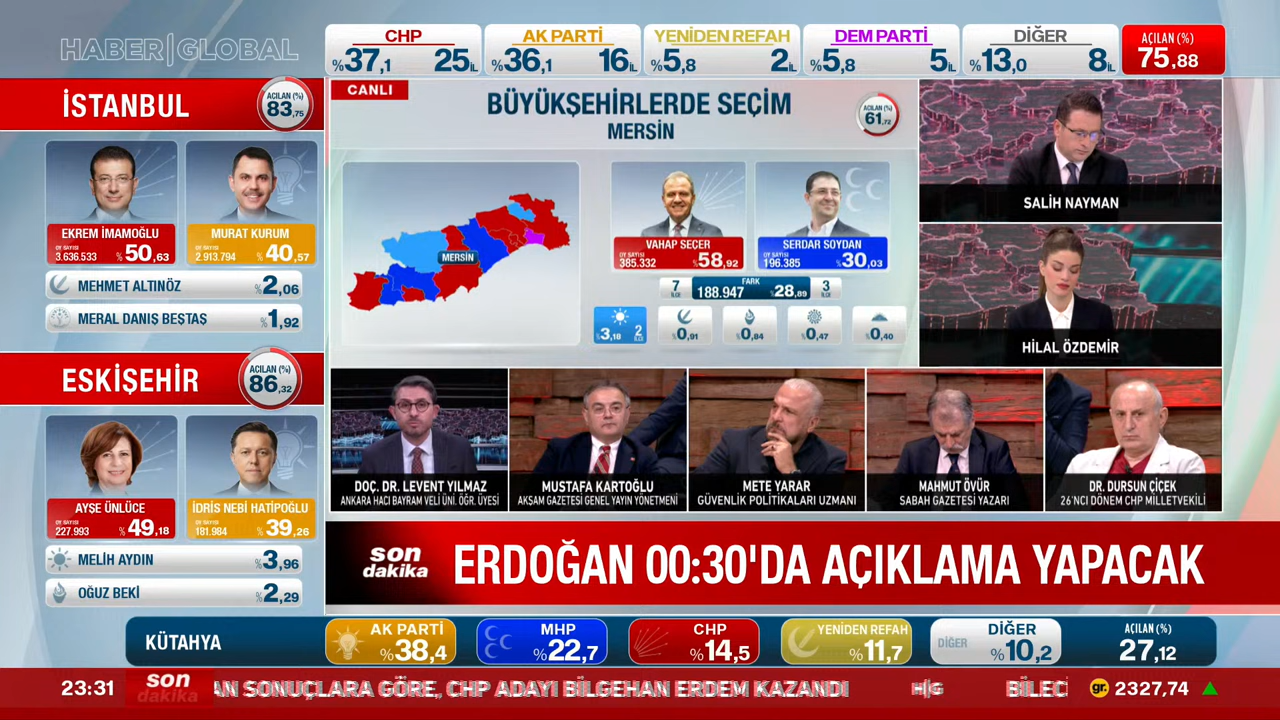 HABER|GLOBAL
CHP
%37,1 25İL
AK PARTİ
%36,1 16İL
YENİDEN REFAH
%5,8 2İL
DEM PARTİ
%5,8 5İL
DİĞER
%13,0 8İL
AÇILAN (%)
75,88
İSTANBUL
AÇILAN (%)
83,75
EKREM İMAMOĞLU
OY SAYISI
3.636.533 %50,63
MURAT KURUM
OY SAYISI
2.913.794 %40,57
MEHMET ALTINÖZ %2,06
MERAL DANIŞ BEŞTAŞ %1,92
ESKİŞEHİR
AÇILAN (%)
86,32
AYŞE ÜNLÜCE
OY SAYISI
227.993 %49,18
İDRİS NEBİ HATİPOĞLU
OY SAYISI
181.984 %39,26
MELİH AYDIN %3,96
OĞUZ BEKİ %2,29
CANLI
BÜYÜKŞEHİRLERDE SEÇİM
MERSİN
AÇILAN (%)
61,72
MERSİN
VAHAP SEÇER
OY SAYISI
385.332 %58,92
SERDAR SOYDAN
OY SAYISI
196.385 %30,03
7 İLÇE
FARK
188.947 %28,89
3 İLÇE
%3,18 2 İLÇE
%0,91
%0,84
%0,47
%0,40
SALİH NAYMAN
HİLAL ÖZDEMİR
DOÇ. DR. LEVENT YILMAZ
ANKARA HACI BAYRAM VELİ ÜNİ. ÖĞR. ÜYESİ
MUSTAFA KARTOĞLU
AKŞAM GAZETESİ GENEL YAYIN YÖNETMENİ
METE YARAR
GÜVENLİK POLİTİKALARI UZMANI
MAHMUT ÖVÜR
SABAH GAZETESİ YAZARI
DR. DURSUN ÇİÇEK
26'NCI DÖNEM CHP MİLLETVEKİLİ
son dakika
ERDOĞAN 00:30'DA AÇIKLAMA YAPACAK
KÜTAHYA
AK PARTİ
%38,4
MHP
%22,7
CHP
%14,5
YENİDEN REFAH
%11,7
DİĞER
DİĞER
%10,2
AÇILAN (%)
27,12
23:31
son dakika
AN SONUÇLARA GÖRE, CHP ADAYI BİLGEHAN ERDEM KAZANDI
H|G
BİLECİ
gr. 2327,74